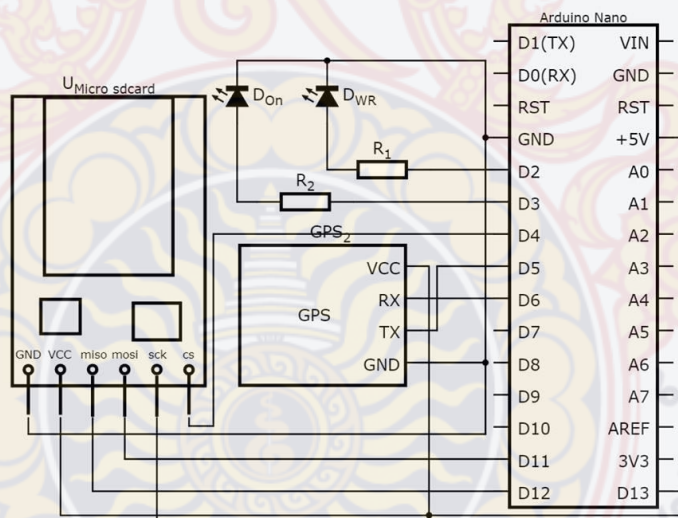 Arduino Nano
D1(TX) VIN
D0(RX) GND
RST RST
GND +5V
D2 A0
D3 A1
D4 A2
D5 A3
D6 A4
D7 A5
D8 A6
D9 A7
D10 AREF
D11 3V3
D12 D13
UMicro sdcard
GND VCC miso mosi sck cs
DOn
DWR
R1
R2
GPS2
GPS
VCC
RX
TX
GND